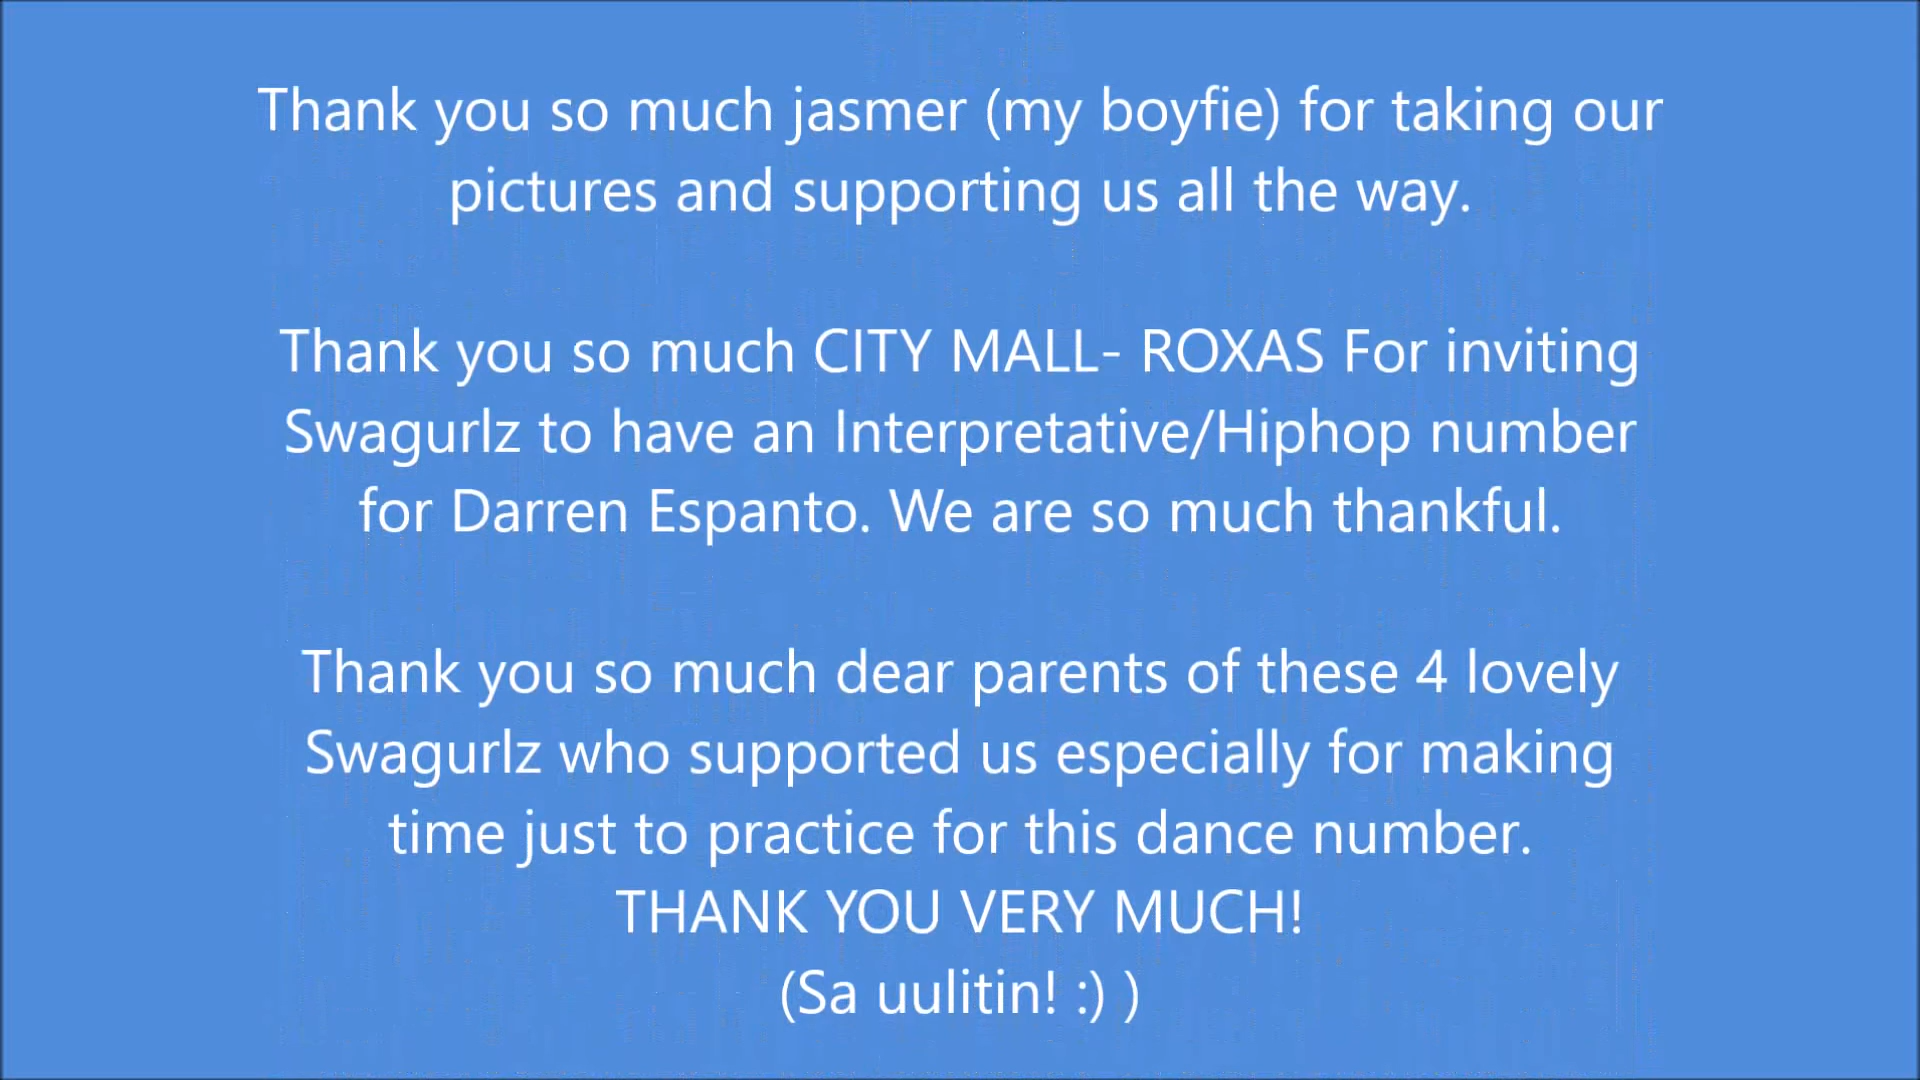 Thank you so much jasmer (my boyfie) for taking our
pictures and supporting us all the way.
Thank you so much CITY MALL- ROXAS For inviting
Swagurlz to have an Interpretative/Hiphop number
for Darren Espanto. We are so much thankful.
Thank you so much dear parents of these 4 lovely
Swagurlz who supported us especially for making
time just to practice for this dance number.
THANK YOU VERY MUCH!
(Sa uulitin! :) )